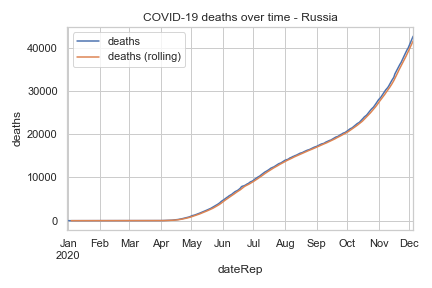 COVID-19 deaths over time - Russia
deaths
deaths (rolling)
40000
30000
20000
10000
0
deaths
Jan Feb Mar Apr May Jun Jul Aug Sep Oct Nov Dec
2020
dateRep